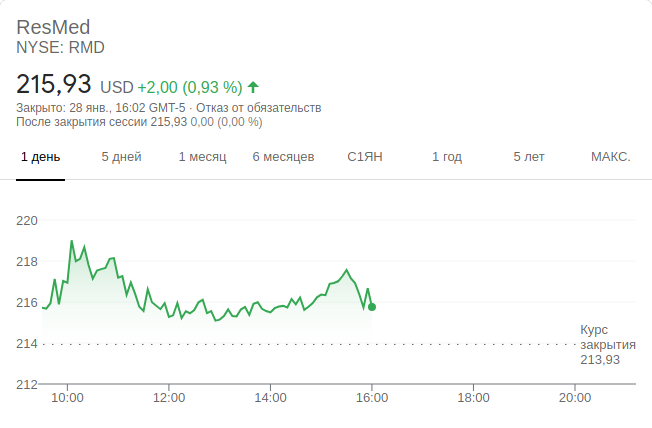 ResMed
NYSE: RMD
215,93 USD +2,00 (0,93 %)
Закрыто: 28 янв., 16:02 GMT-5 · Отказ от обязательств
После закрытия сессии 215,93 0,00 (0,00 %)
1 день 5 дней 1 месяц 6 месяцев С1ЯН 1 год 5 лет МАКС.
220
218
216
214
212
Курс
закрытия
213,93
10:00 12:00 14:00 16:00 18:00 20:00